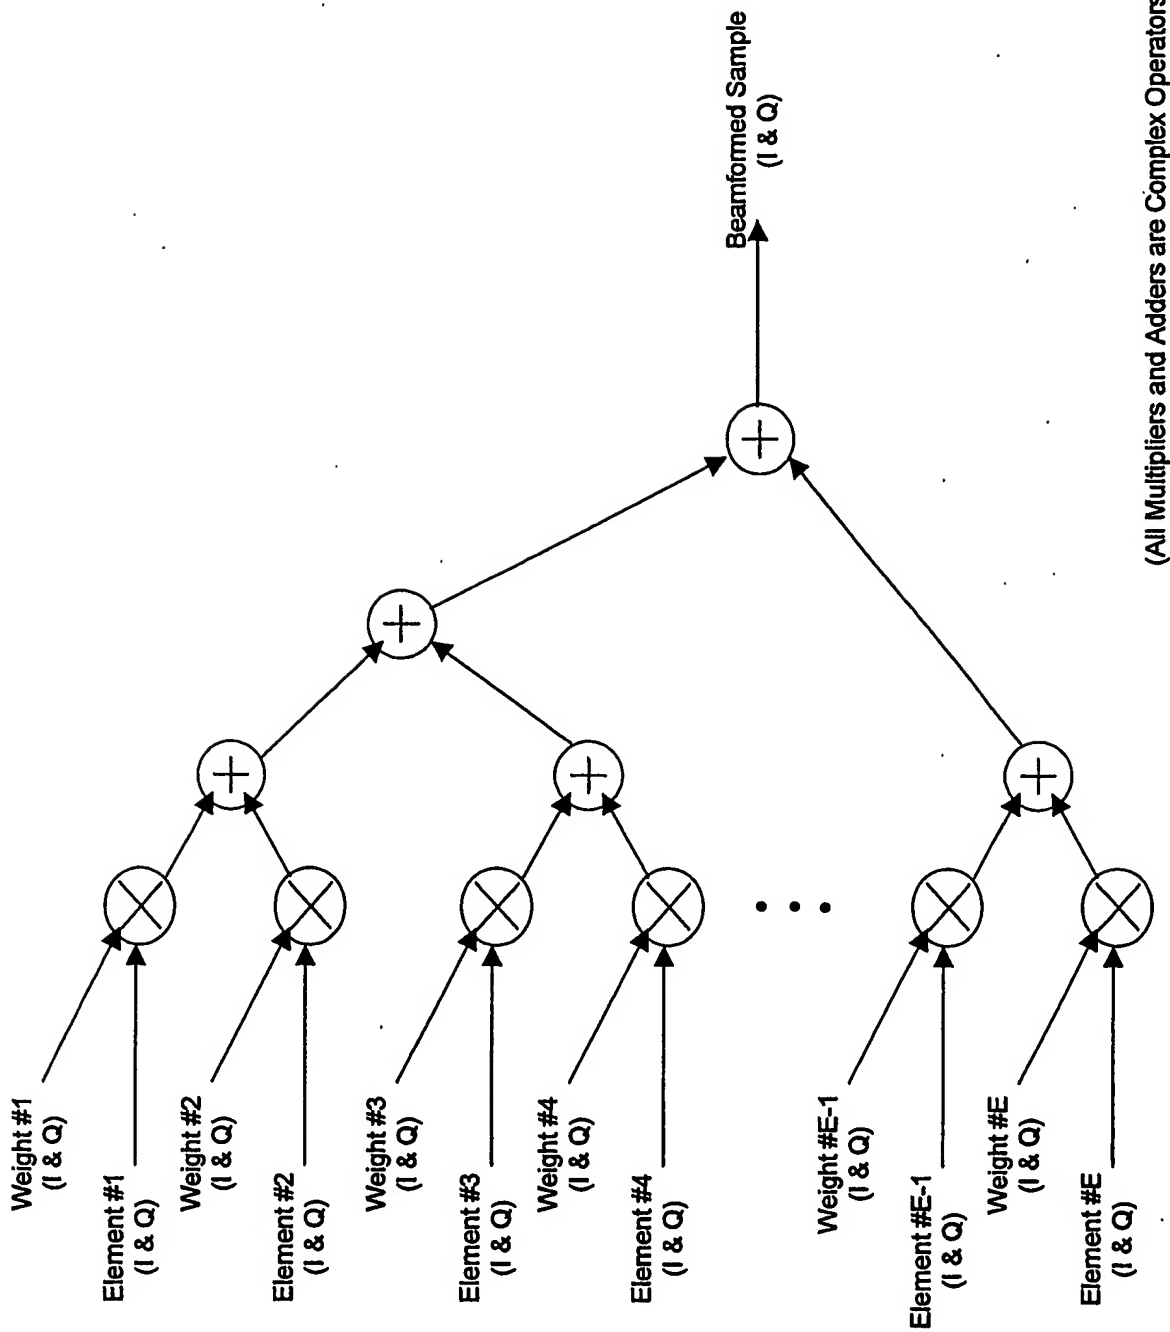 Weight #1
(I & Q)
Element #1
(I & Q)
Weight #2
(I & Q)
Element #2
(I & Q)
Weight #3
(I & Q)
Element #3
(I & Q)
Weight #4
(I & Q)
Element #4
(I & Q)
Weight #E-1
(I & Q)
Element #E-1
(I & Q)
Weight #E
(I & Q)
Element #E
(I & Q)
Beamformed Sample
(I & Q)
(All Multipliers and Adders are Complex Operators